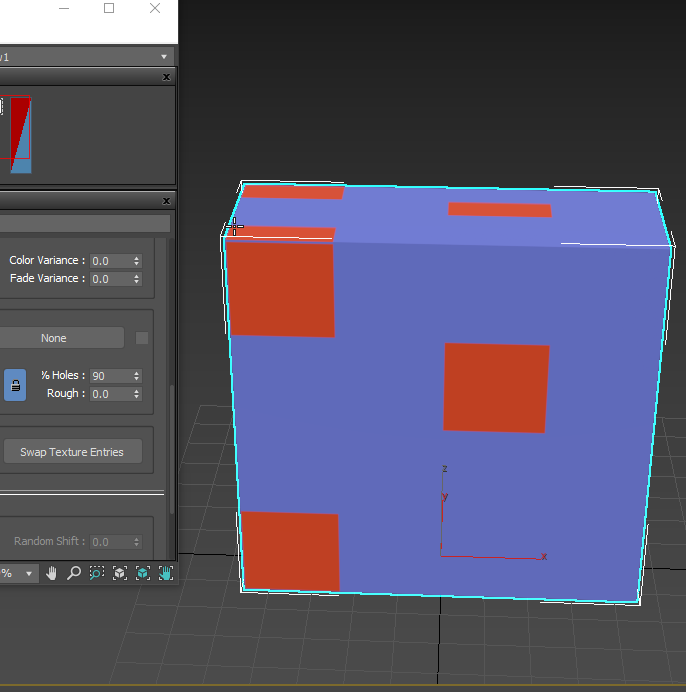 v1
Color Variance : 0.0
Fade Variance : 0.0
None
% Holes : 90
Rough : 0.0
Swap Texture Entries
Random Shift : 0.0
%
z
y
x